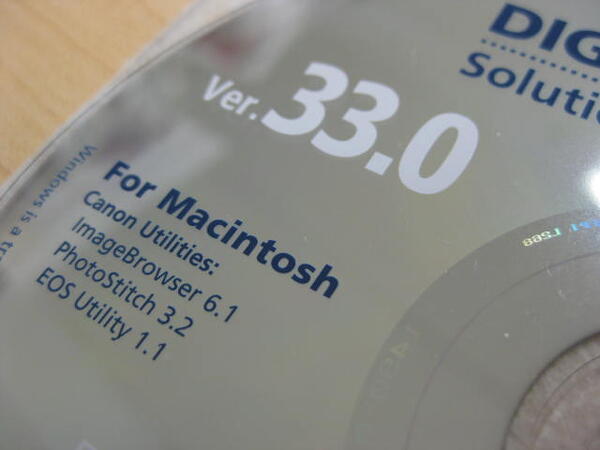 DIG
Soluti
Ver. 33.0
For Macintosh
Canon Utilities:
ImageBrowser 6.1
PhotoStitch 3.2
EOS Utility 1.1
Windows is a